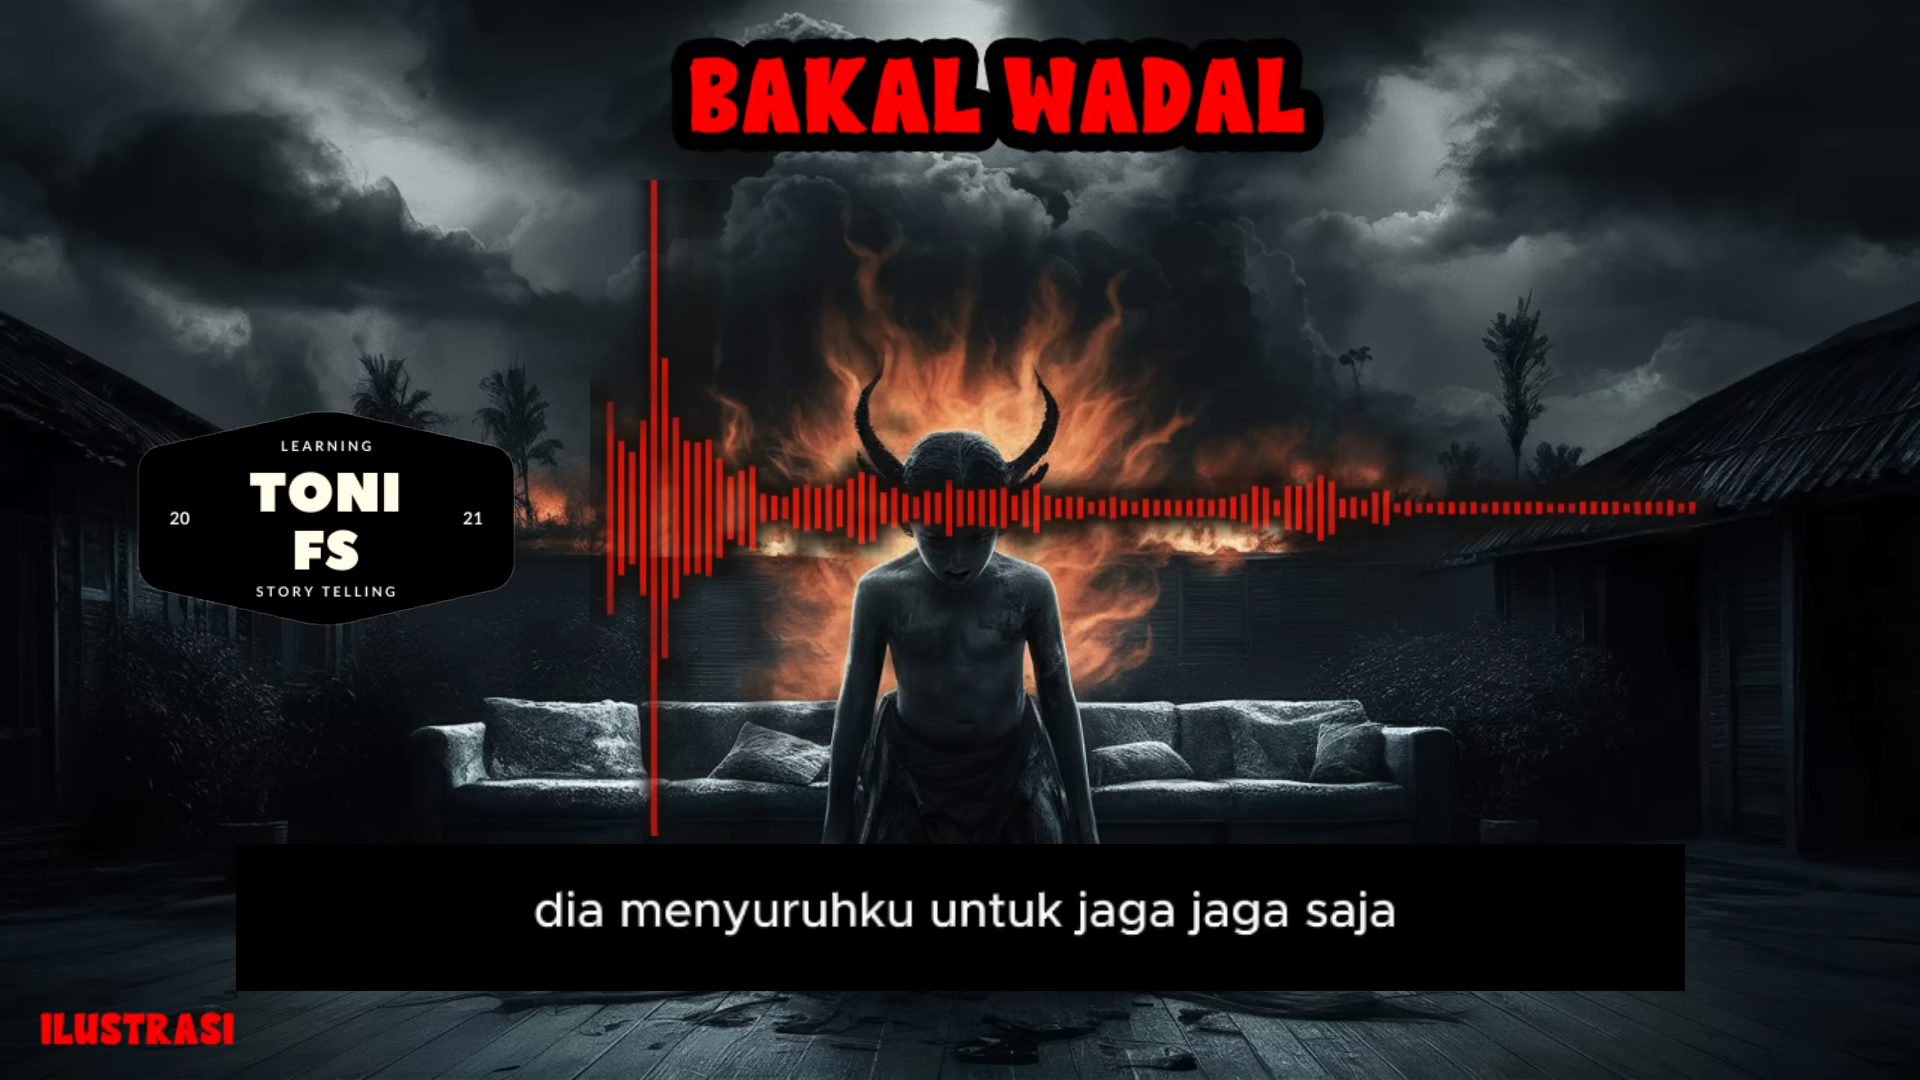 BAKAL WADAL
LEARNING
TONI
FS
20
21
STORY TELLING
dia menyuruhku untuk jaga jaga saja
ILUSTRASI